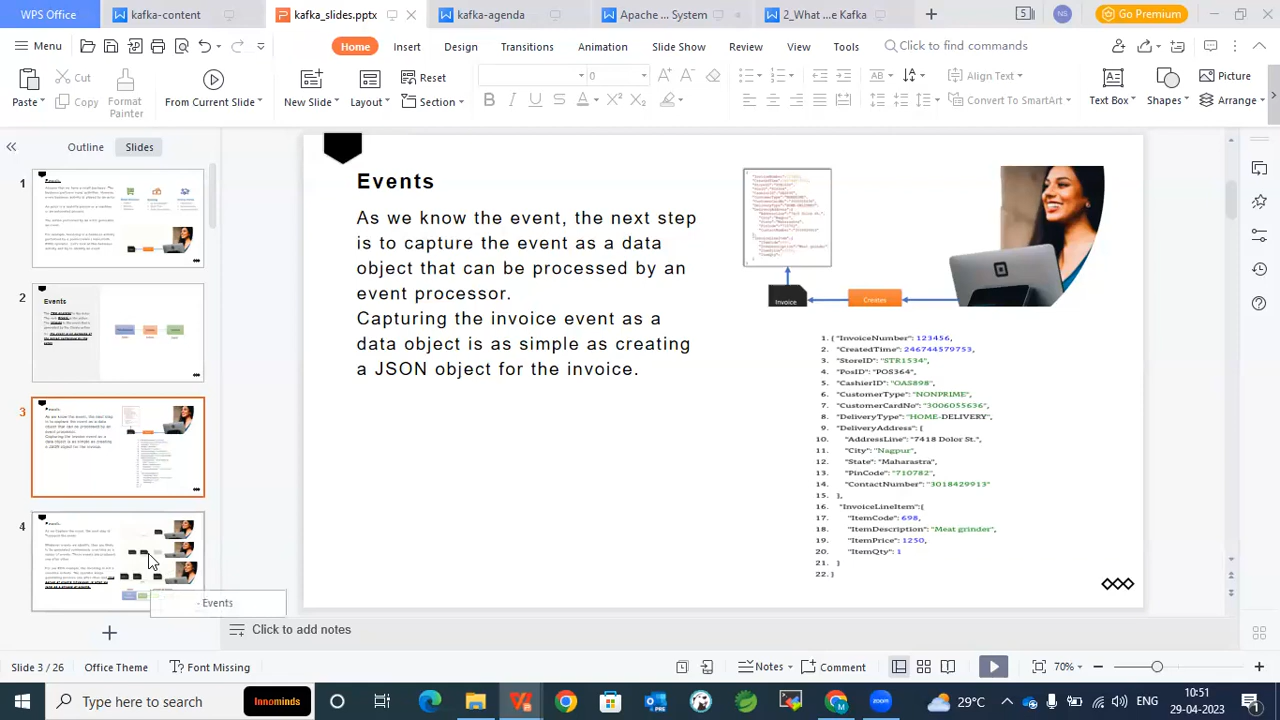 WPS Office
kafka-content
kafka_slides.pptx
kafka-agenda
Apache ... System
2_What ...e Kafka
NS
Go Premium
Menu
Home
Insert
Design
Transitions
Animation
Slide Show
Review
View
Tools
Click to find commands
Paste
Cut
Format
Painter
From Current Slide
New Slide
Layout
Reset
Section
0
Align Text
Convert To SmartArt
Text Box
Shapes
Picture
Arrange
Outline
Slides
1
2
Events
3
4
- Events
Events
As we know the event, the next step
is to capture the event as a data
object that can be processed by an
event processor.
Capturing the invoice event as a
data object is as simple as creating
a JSON object for the invoice.
Invoice
Creates
1. { "InvoiceNumber": 123456,
2. "CreatedTime": 246744579753,
3. "StoreID": "STR1534",
4. "PosID": "POS364",
5. "CashierID": "OAS898",
6. "CustomerType": "NONPRIME",
7. "CustomerCardNo": "3006055636",
8. "DeliveryType": "HOME-DELIVERY",
9. "DeliveryAddress": {
10. "AddressLine": "7418 Dolor St.",
11. "City": "Nagpur",
12. "State": "Maharastra",
13. "PinCode": "710782",
14. "ContactNumber": "3018429913"
15. },
16. "InvoiceLineItem":{
17. "ItemCode": 698,
18. "ItemDescription": "Meat grinder",
19. "ItemPrice": 1250,
20. "ItemQty": 1
21. }
22. }
Click to add notes
Slide 3 / 26
Office Theme
Font Missing
Notes
Comment
70%
Type here to search
Innominds
29°C
ENG
10:51
29-04-2023